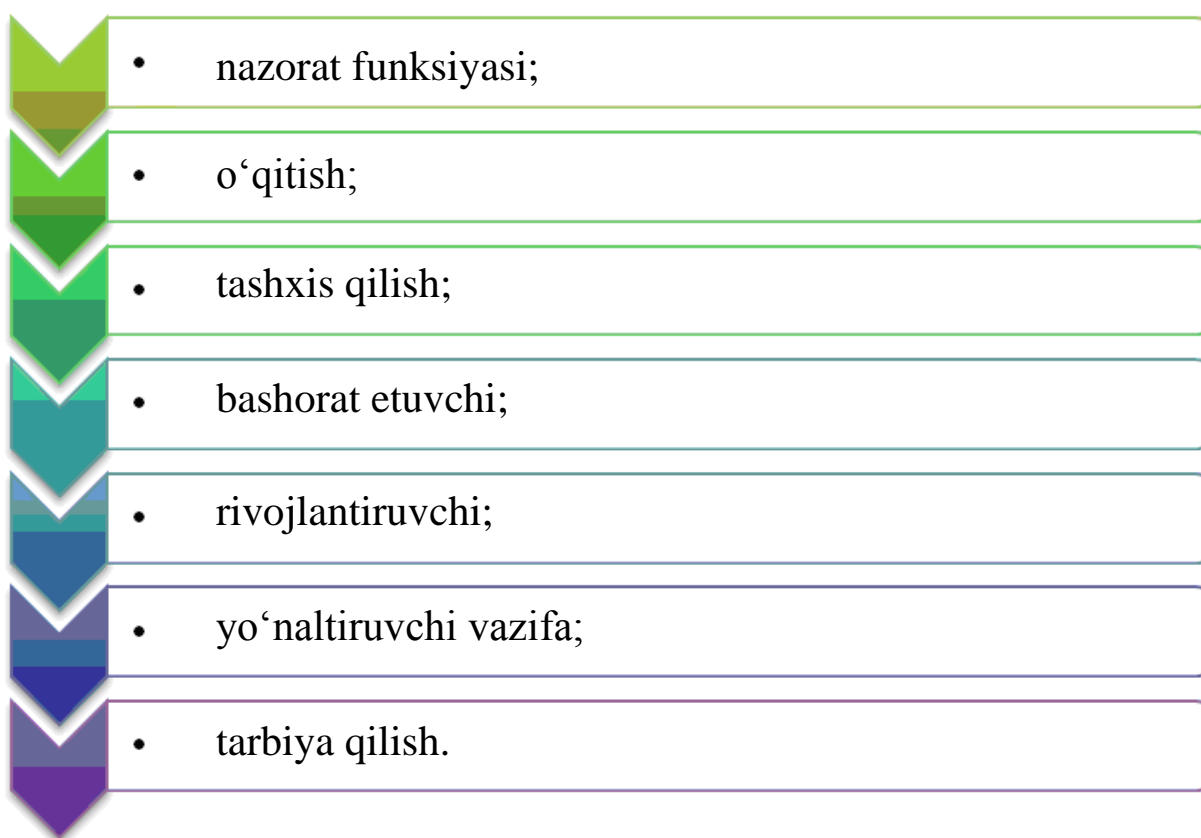 • nazorat funksiyasi;
• o‘qitish;
• tashxis qilish;
• bashorat etuvchi;
• rivojlantiruvchi;
• yo‘naltiruvchi vazifa;
• tarbiya qilish.